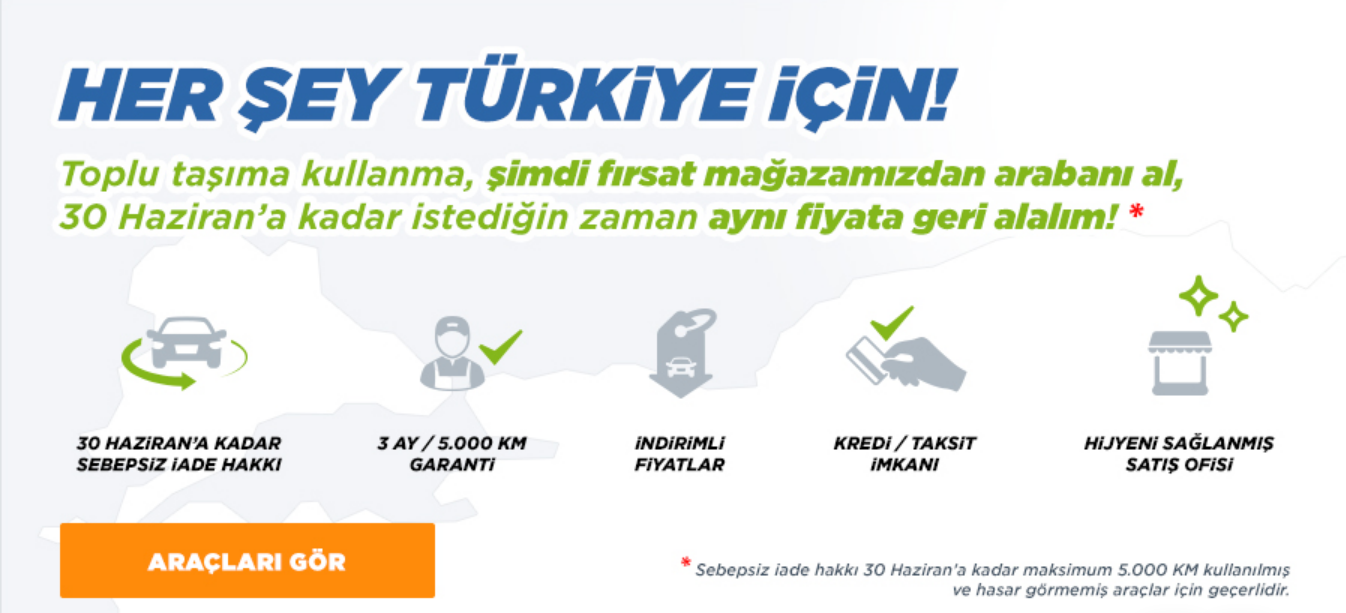 HER ŞEY TÜRKİYE İÇİN!
Toplu taşıma kullanma, şimdi fırsat mağazamızdan arabanı al,
30 Haziran’a kadar istediğin zaman aynı fiyata geri alalım! *
30 HAZİRAN’A KADAR
SEBEPSİZ İADE HAKKI
3 AY / 5.000 KM
GARANTİ
İNDİRİMLİ
FİYATLAR
KREDİ / TAKSİT
İMKANI
HİJYENİ SAĞLANMIŞ
SATIŞ OFİSİ
ARAÇLARI GÖR
* Sebepsiz iade hakkı 30 Haziran’a kadar maksimum 5.000 KM kullanılmış
ve hasar görmemiş araçlar için geçerlidir.